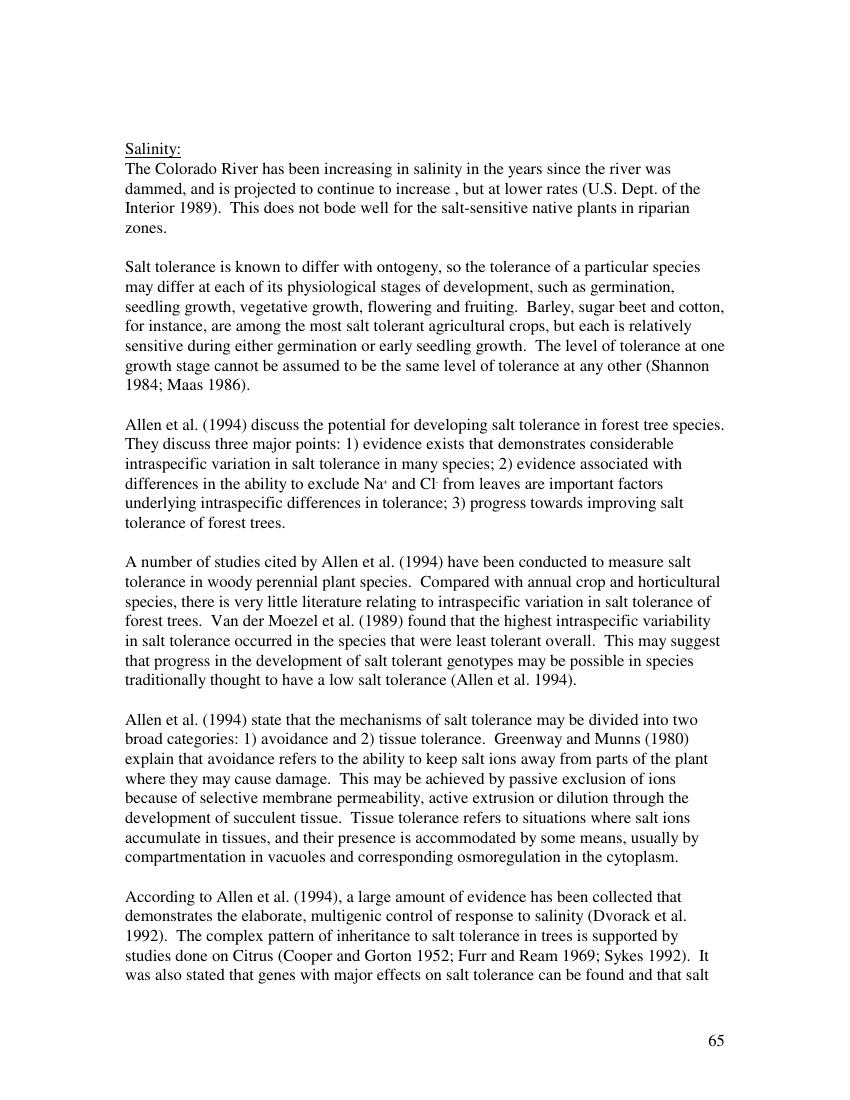 Salinity:
The Colorado River has been increasing in salinity in the years since the river was
dammed, and is projected to continue to increase , but at lower rates (U.S. Dept. of the
Interior 1989).  This does not bode well for the salt-sensitive native plants in riparian
zones.

Salt tolerance is known to differ with ontogeny, so the tolerance of a particular species
may differ at each of its physiological stages of development, such as germination,
seedling growth, vegetative growth, flowering and fruiting.  Barley, sugar beet and cotton,
for instance, are among the most salt tolerant agricultural crops, but each is relatively
sensitive during either germination or early seedling growth.  The level of tolerance at one
growth stage cannot be assumed to be the same level of tolerance at any other (Shannon
1984; Maas 1986).

Allen et al. (1994) discuss the potential for developing salt tolerance in forest tree species.
They discuss three major points: 1) evidence exists that demonstrates considerable
intraspecific variation in salt tolerance in many species; 2) evidence associated with
differences in the ability to exclude Na⁺ and Cl⁻ from leaves are important factors
underlying intraspecific differences in tolerance; 3) progress towards improving salt
tolerance of forest trees.

A number of studies cited by Allen et al. (1994) have been conducted to measure salt
tolerance in woody perennial plant species.  Compared with annual crop and horticultural
species, there is very little literature relating to intraspecific variation in salt tolerance of
forest trees.  Van der Moezel et al. (1989) found that the highest intraspecific variability
in salt tolerance occurred in the species that were least tolerant overall.  This may suggest
that progress in the development of salt tolerant genotypes may be possible in species
traditionally thought to have a low salt tolerance (Allen et al. 1994).

Allen et al. (1994) state that the mechanisms of salt tolerance may be divided into two
broad categories: 1) avoidance and 2) tissue tolerance.  Greenway and Munns (1980)
explain that avoidance refers to the ability to keep salt ions away from parts of the plant
where they may cause damage.  This may be achieved by passive exclusion of ions
because of selective membrane permeability, active extrusion or dilution through the
development of succulent tissue.  Tissue tolerance refers to situations where salt ions
accumulate in tissues, and their presence is accommodated by some means, usually by
compartmentation in vacuoles and corresponding osmoregulation in the cytoplasm.

According to Allen et al. (1994), a large amount of evidence has been collected that
demonstrates the elaborate, multigenic control of response to salinity (Dvorack et al.
1992).  The complex pattern of inheritance to salt tolerance in trees is supported by
studies done on Citrus (Cooper and Gorton 1952; Furr and Ream 1969; Sykes 1992).  It
was also stated that genes with major effects on salt tolerance can be found and that salt

65